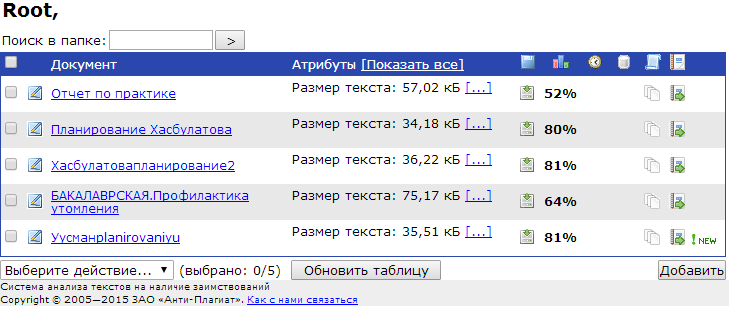 Root,
Поиск в папке: >
Документ Атрибуты [Показать все]
Отчет по практике Размер текста: 57,02 кБ [...] 52%
Планирование Хасбулатова Размер текста: 34,18 кБ [...] 80%
Хасбулатовапланирование2 Размер текста: 36,22 кБ [...] 81%
БАКАЛАВРСКАЯ.Профилактика Размер текста: 75,17 кБ [...] 64%
утомления
Уусманplanirovaniyu Размер текста: 35,51 кБ [...] 81% ! NEW
Выберите действие... (выбрано: 0/5) Обновить таблицу Добавить
Система анализа текстов на наличие заимствований
Copyright © 2005—2015 ЗАО «Анти-Плагиат». Как с нами связаться